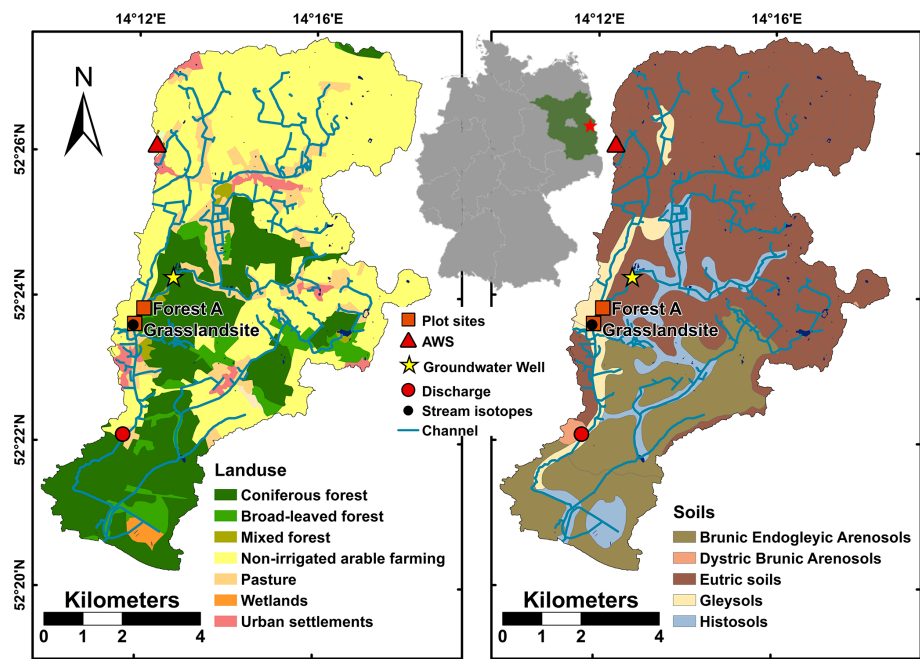 14°12'E
14°16'E
14°12'E
14°16'E
N
52°26'N
52°24'N
52°22'N
52°20'N
Forest A
Grasslandsite
Forest A
Grasslandsite
Plot sites
AWS
Groundwater Well
Discharge
Stream isotopes
Channel
Landuse
Coniferous forest
Broad-leaved forest
Mixed forest
Non-irrigated arable farming
Pasture
Wetlands
Urban settlements
Kilometers
0 1 2 4
Soils
Brunic Endogleyic Arenosols
Dystric Brunic Arenosols
Eutric soils
Gleysols
Histosols
Kilometers
0 1 2 4